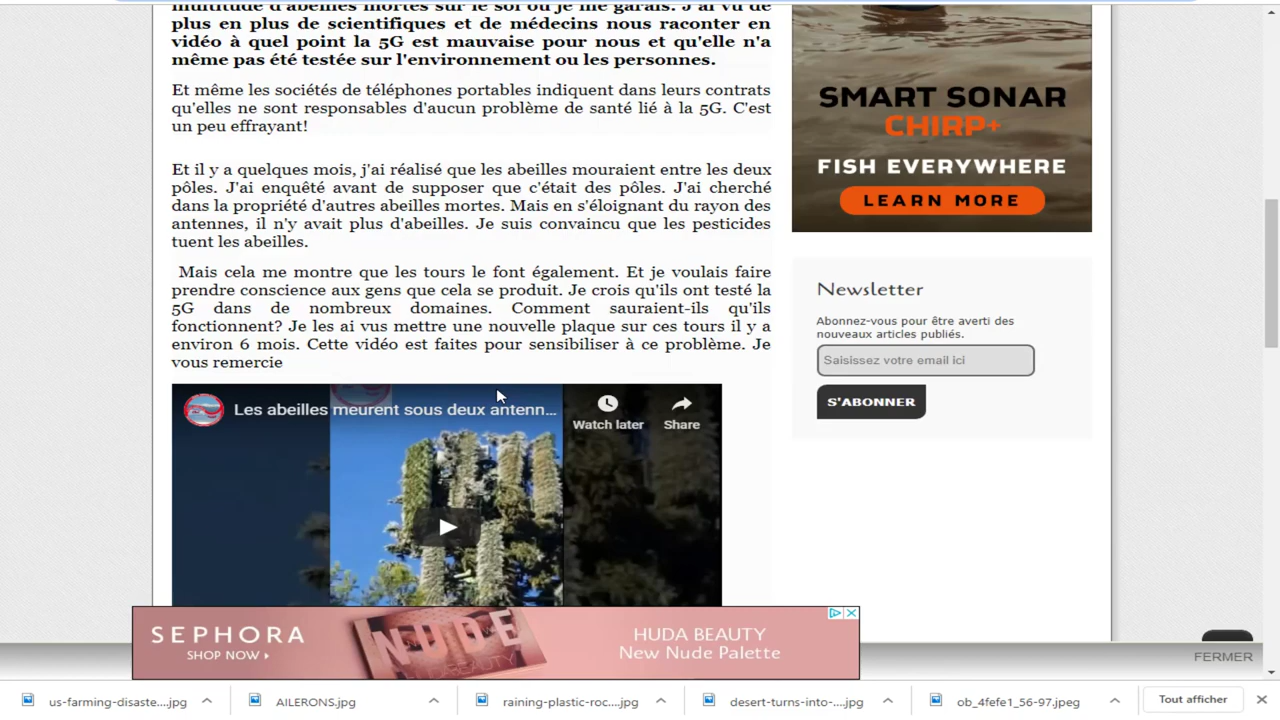 multitude d'abeilles mortes sur le sol où je me garais. J'ai vu de
plus en plus de scientifiques et de médecins nous raconter en
vidéo à quel point la 5G est mauvaise pour nous et qu'elle n'a
même pas été testée sur l'environnement ou les personnes.
Et même les sociétés de téléphones portables indiquent dans leurs contrats
qu'elles ne sont responsables d'aucun problème de santé lié à la 5G. C'est
un peu effrayant!
Et il y a quelques mois, j'ai réalisé que les abeilles mouraient entre les deux
pôles. J'ai enquêté avant de supposer que c'était des pôles. J'ai cherché
dans la propriété d'autres abeilles mortes. Mais en s'éloignant du rayon des
antennes, il n'y avait plus d'abeilles. Je suis convaincu que les pesticides
tuent les abeilles.
Mais cela me montre que les tours le font également. Et je voulais faire
prendre conscience aux gens que cela se produit. Je crois qu'ils ont testé la
5G dans de nombreux domaines. Comment sauraient-ils qu'ils
fonctionnent? Je les ai vus mettre une nouvelle plaque sur ces tours il y a
environ 6 mois. Cette vidéo est faites pour sensibiliser à ce problème. Je
vous remercie
Les abeilles meurent sous deux antenn...
Watch later
Share
SMART SONAR
CHIRP+
FISH EVERYWHERE
LEARN MORE
Newsletter
Abonnez-vous pour être averti des
nouveaux articles publiés.
Saisissez votre email ici
S'ABONNER
SEPHORA
SHOP NOW
NUDE
HUDA BEAUTY
New Nude Palette
FERMER
us-farming-disaste....jpg
AILERONS.jpg
raining-plastic-roc....jpg
desert-turns-into-....jpg
ob_4fefe1_56-97.jpeg
Tout afficher